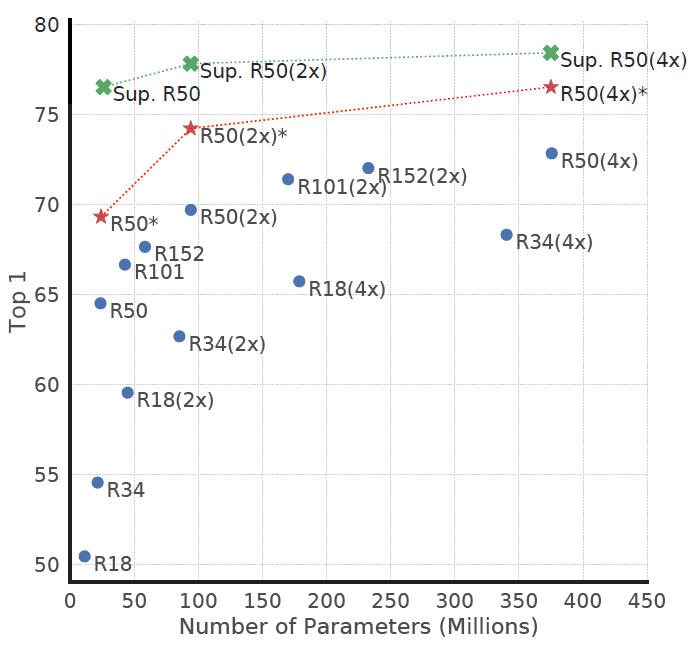 80
Sup. R50(4x)
Sup. R50(2x)
Sup. R50
R50(4x)*
75
R50(2x)*
R50(4x)
R152(2x)
R101(2x)
70
R50(2x)
R50*
R34(4x)
R152
R101
R18(4x)
65
R50
R34(2x)
60
R18(2x)
55
R34
50
R18
Top 1
0 50 100 150 200 250 300 350 400 450
Number of Parameters (Millions)